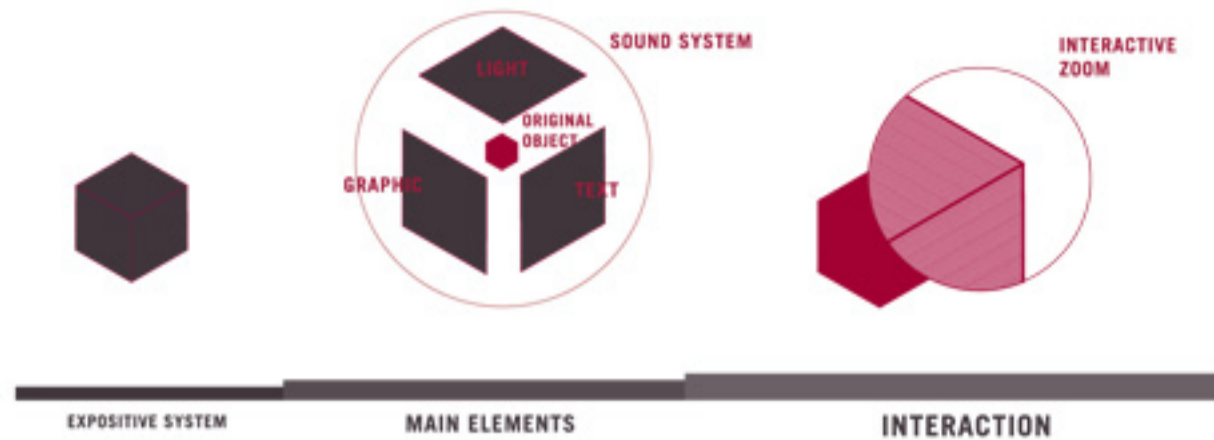 SOUND SYSTEM
LIGHT
ORIGINAL
OBJECT
GRAPHIC
TEXT
INTERACTIVE
ZOOM
EXPOSITIVE SYSTEM
MAIN ELEMENTS
INTERACTION